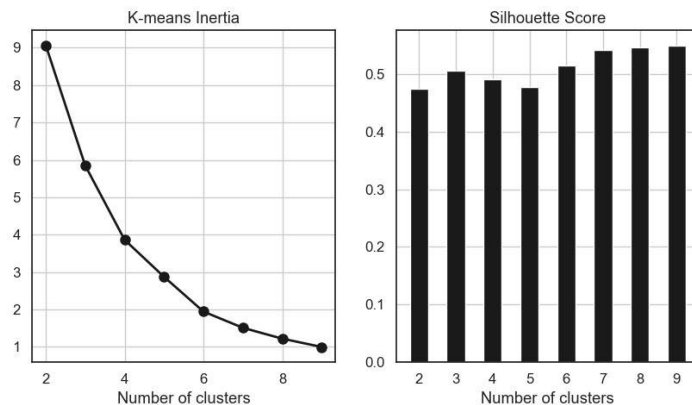 K-means Inertia
9
8
7
6
5
4
3
2
1
2 4 6 8
Number of clusters
Silhouette Score
0.5
0.4
0.3
0.2
0.1
0.0
2 3 4 5 6 7 8 9
Number of clusters